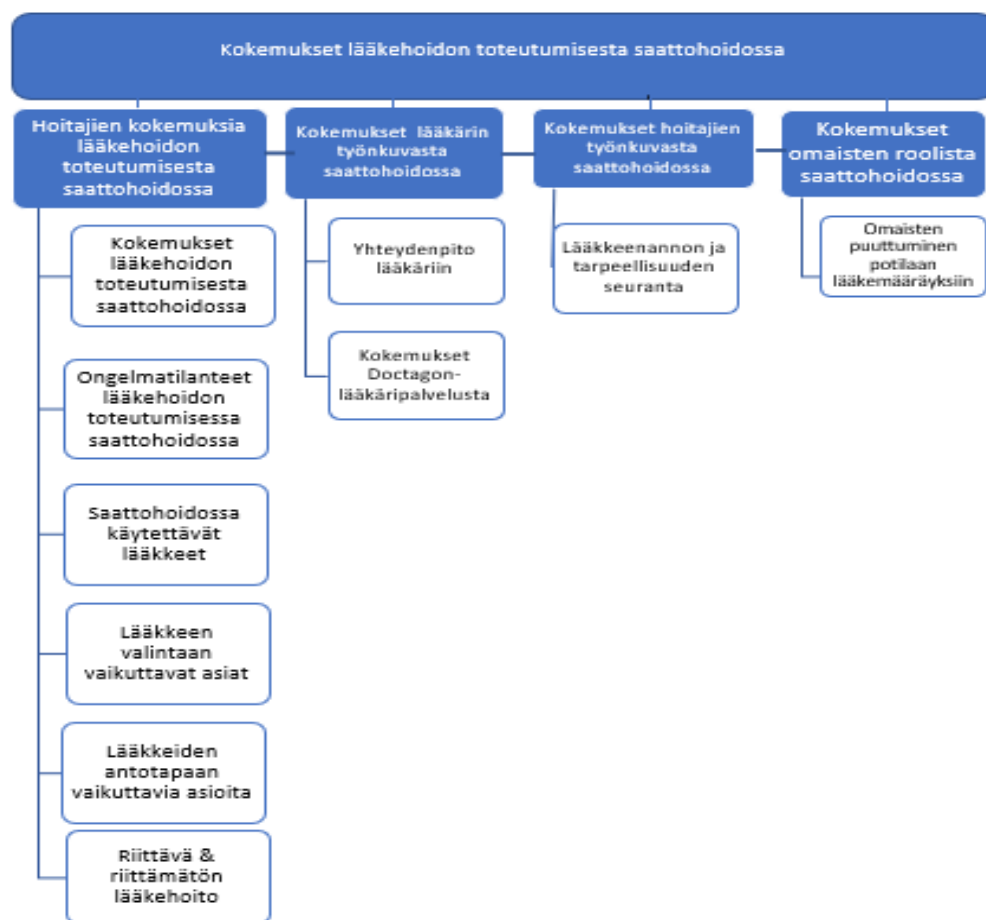 Kokemukset lääkehoidon toteutumisesta saattohoidossa
Hoitajien kokemuksia
lääkehoidon
toteutumisesta
saattohoidossa
Kokemukset
lääkehoidon
toteutumisesta
saattohoidossa
Ongelmatilanteet
lääkehoidon
toteutumisessa
saattohoidossa
Saattohoidossa
käytettävät
lääkkeet
Lääkkeen
valintaan
vaikuttavat asiat
Lääkkeiden
antotapaan
vaikuttavia asioita
Riittävä &
riittämätön
lääkehoito
Kokemukset lääkärin
työnkuvasta
saattohoidossa
Yhteydenpito
lääkäriin
Kokemukset
Doctagon-
lääkäripalvelusta
Kokemukset hoitajien
työnkuvasta
saattohoidossa
Lääkkeenannon ja
tarpeellisuuden
seuranta
Kokemukset
omaisten roolista
saattohoidossa
Omaisten
puuttuminen
potilaan
lääkemääräyksiin